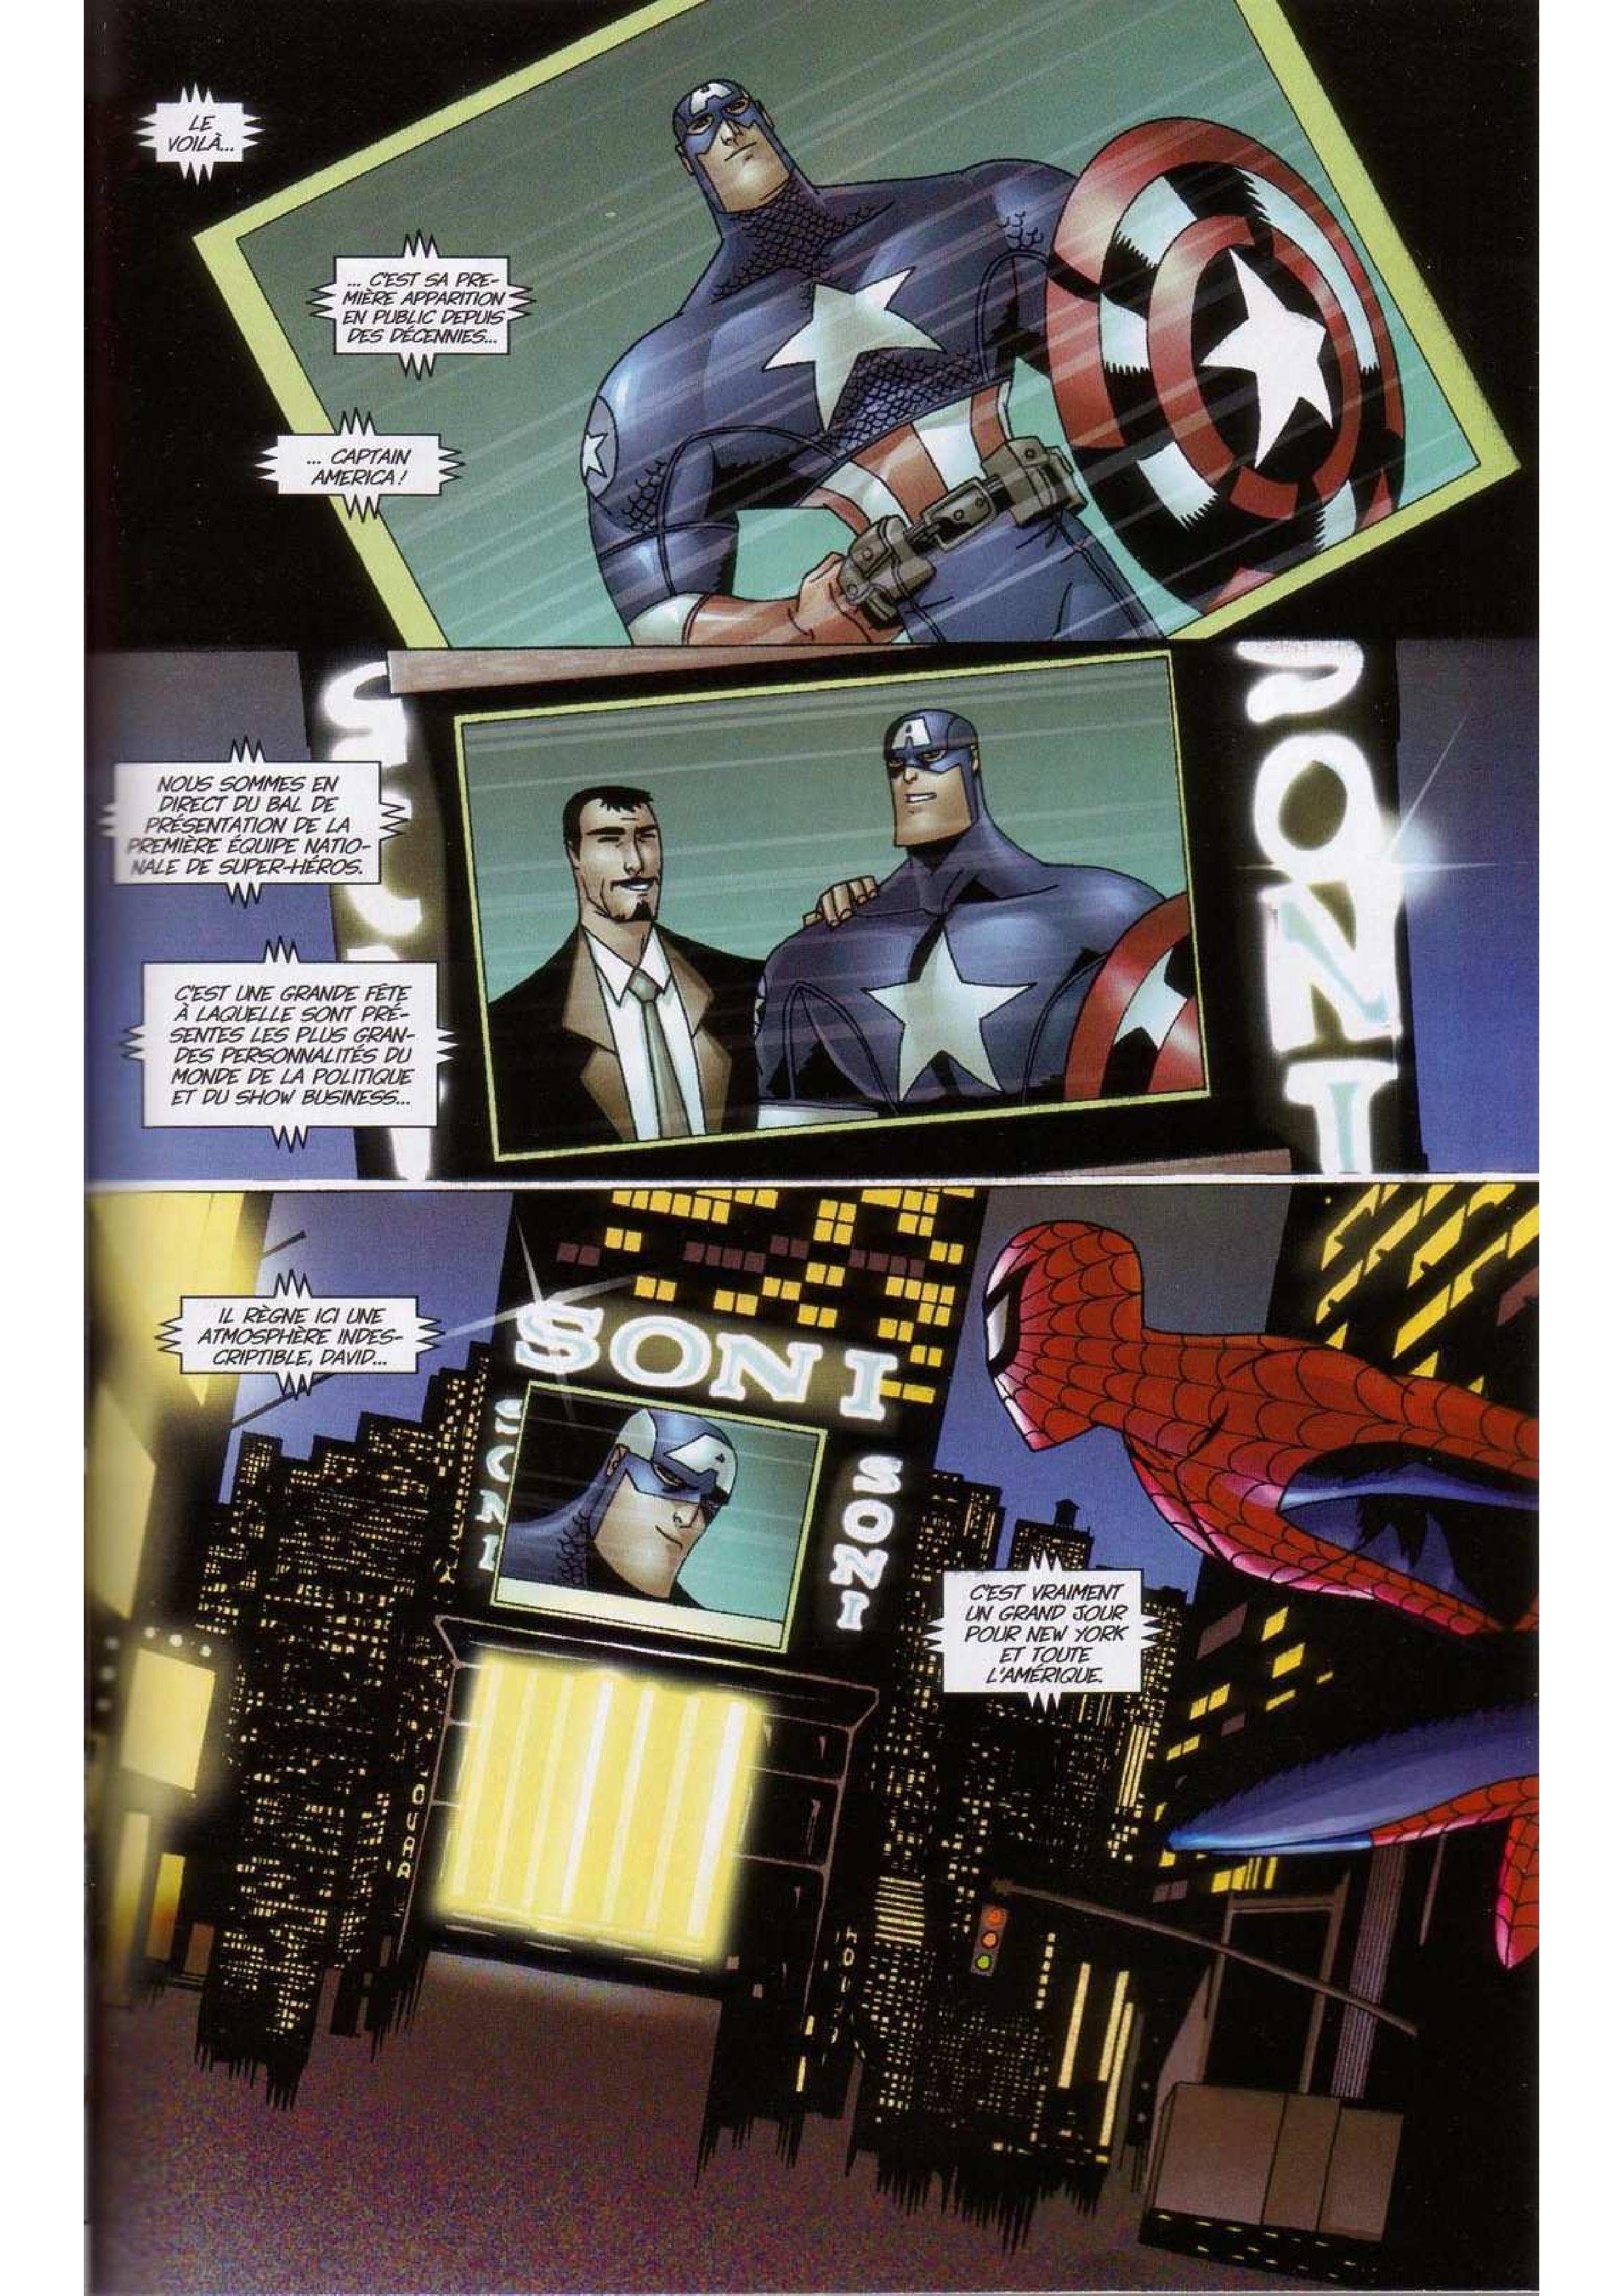 LE
VOILÀ...
... C'EST SA PRE-
MIÈRE APPARITION
EN PUBLIC DEPUIS
DES DÉCENNIES...
... CAPTAIN
AMERICA !
NOUS SOMMES EN
DIRECT DU BAL DE
PRÉSENTATION DE LA
PREMIÈRE ÉQUIPE NATIO-
NALE DE SUPER-HÉROS.
C'EST UNE GRANDE FÊTE
À LAQUELLE SONT PRÉ-
SENTES LES PLUS GRAN-
DES PERSONNALITÉS DU
MONDE DE LA POLITIQUE
ET DU SHOW BUSINESS...
SONI
IL RÈGNE ICI UNE
ATMOSPHÈRE INDES-
CRIPTIBLE, DAVID...
SONI
SONI
SONI
C'EST VRAIMENT
UN GRAND JOUR
POUR NEW YORK
ET TOUTE
L'AMÉRIQUE.